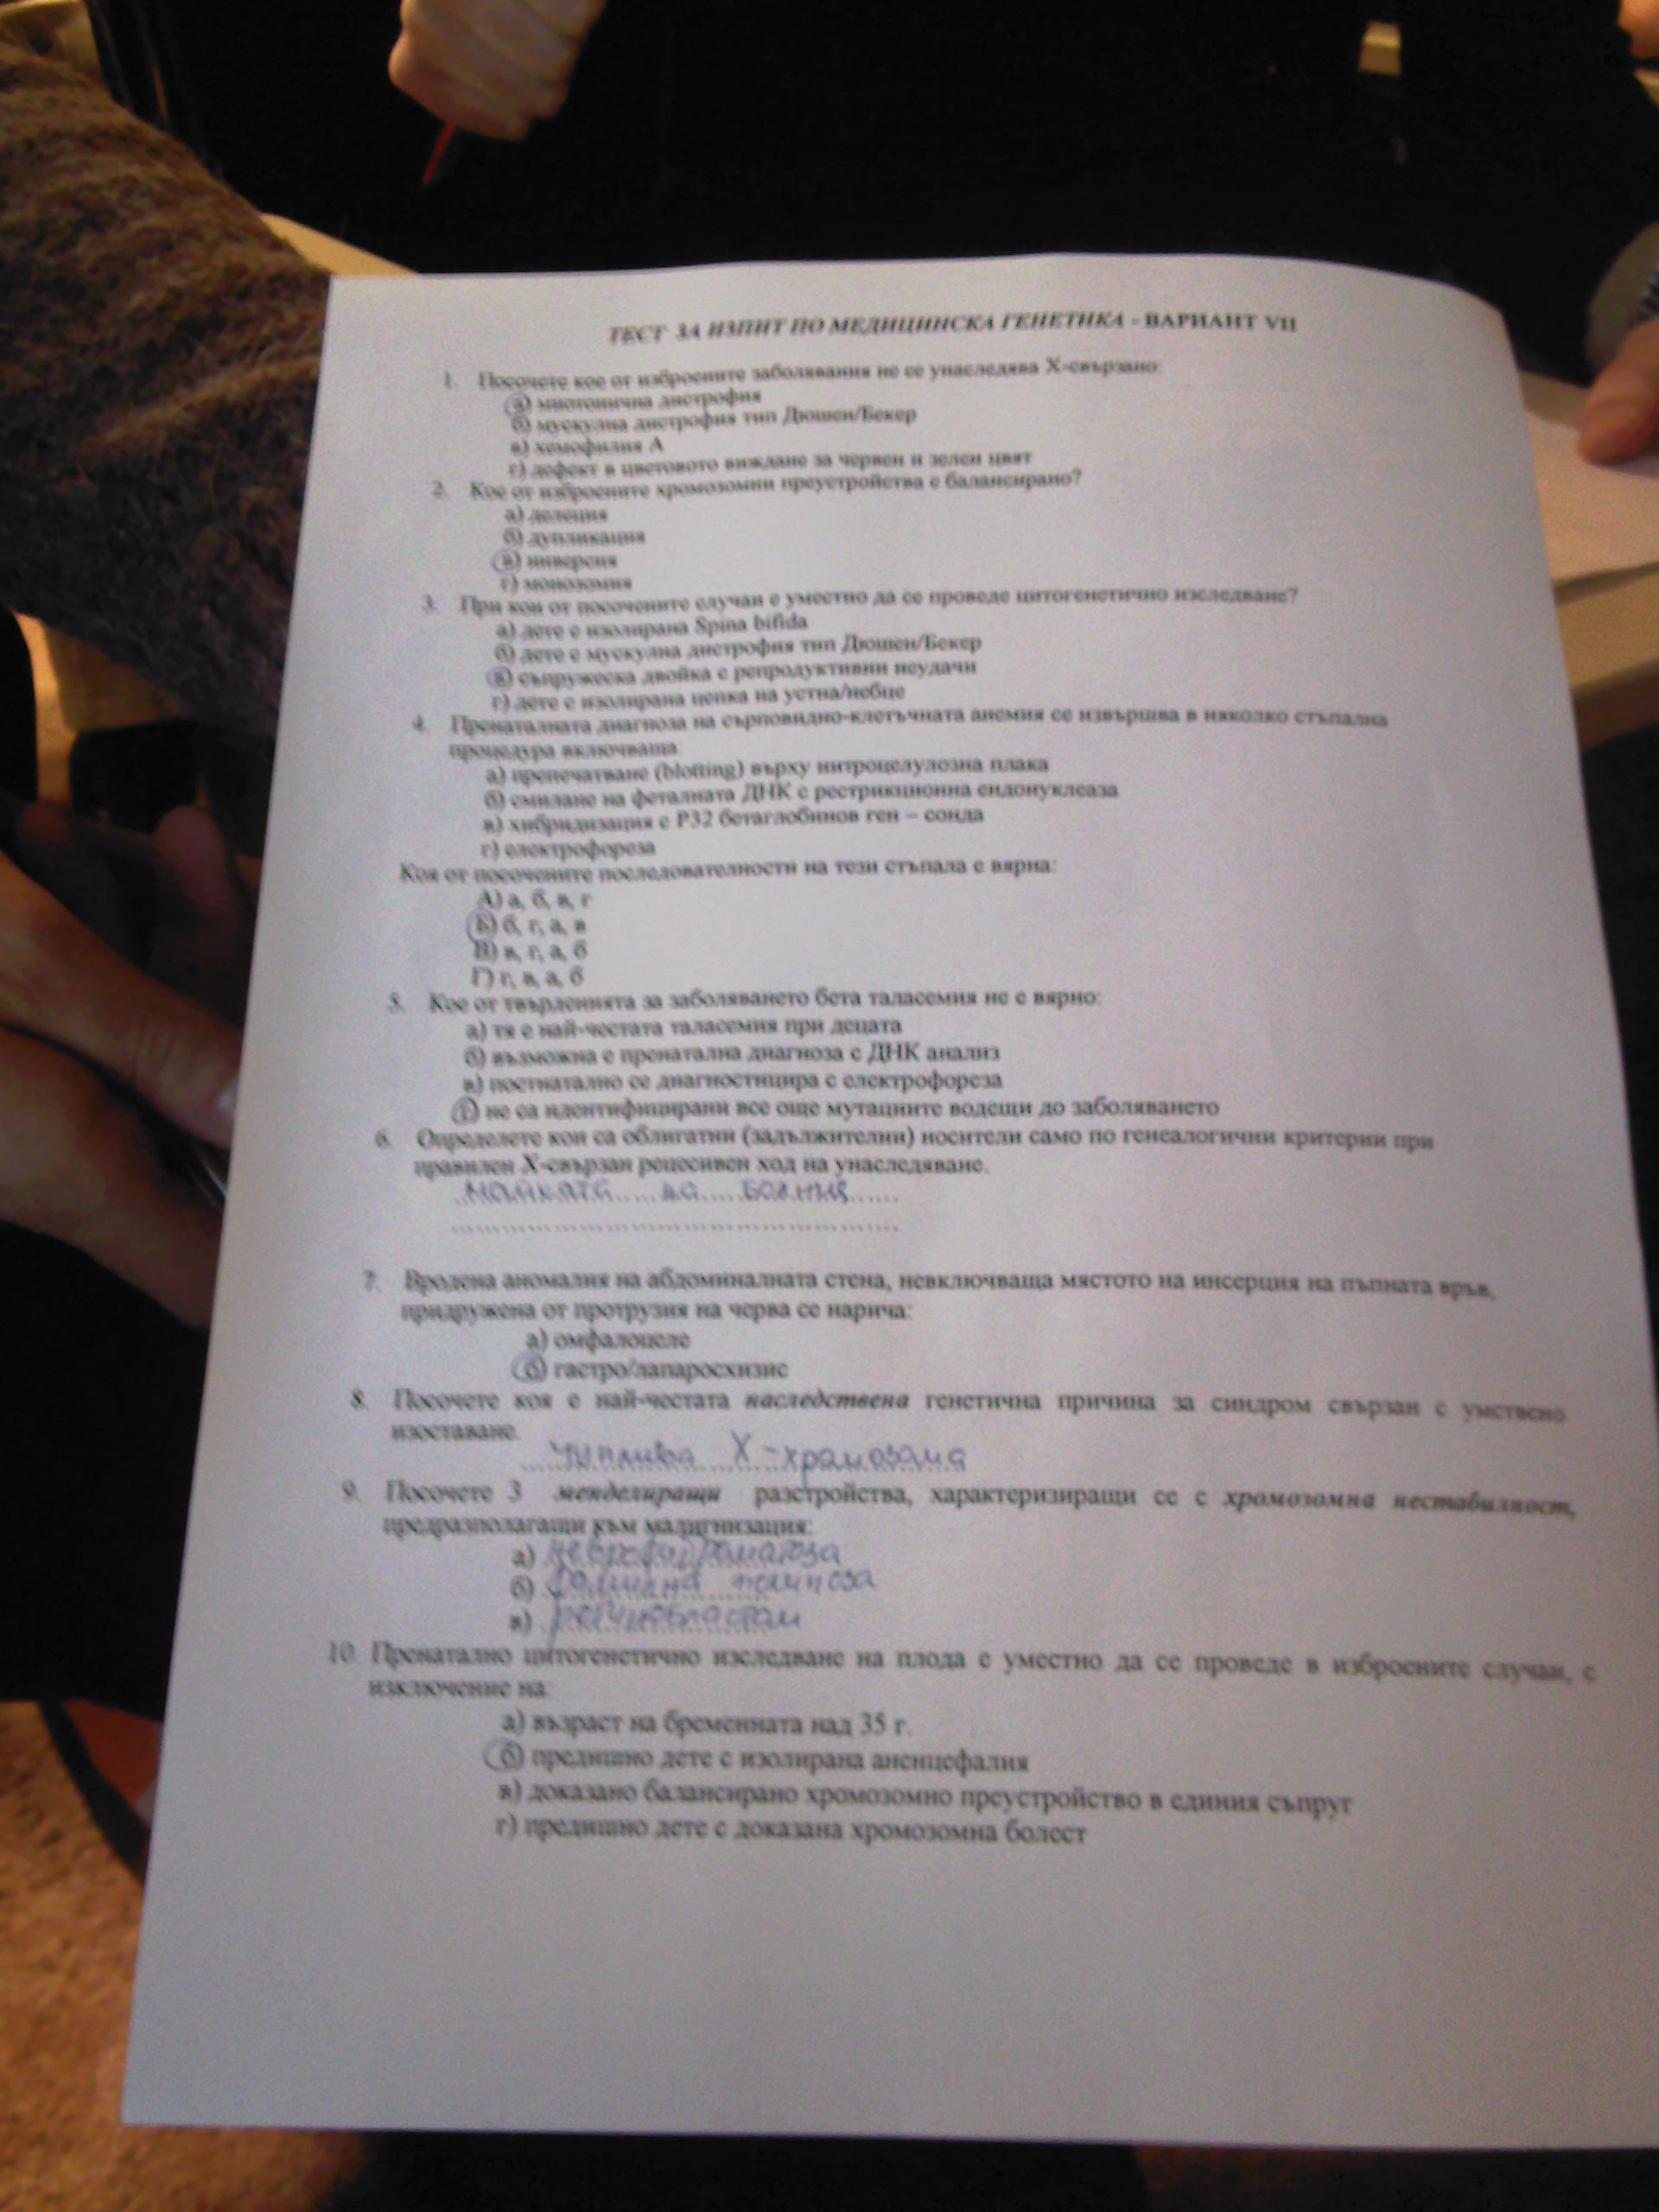 ТЕСТ ЗА ИЗПИТ ПО МЕДИЦИНСКА ГЕНЕТИКА - ВАРИАНТ VII
1. Посочете кое от изброените заболявания не се унаследява Х-свързано:
а) миотонична дистрофия
б) мускулна дистрофия тип Дюшен/Бекер
в) хемофилия А
г) дефект в цветовото виждане за червен и зелен цвят
2. Кое от изброените хромозомни преустройства е балансирано?
а) делеция
б) дупликация
в) инверсия
г) монозомия
3. При кои от посочените случаи е уместно да се проведе цитогенетично изследване?
а) дете с изолирана Spina bifida
б) дете с мускулна дистрофия тип Дюшен/Бекер
в) съпружеска двойка с репродуктивни неудачи
г) дете с изолирана цепка на устна/небце
4. Пренаталната диагноза на сърповидно-клетъчната анемия се извършва в няколко стъпална
процедура включваща
а) препечатване (blotting) върху нитроцелулозна плака
б) смилане на феталната ДНК с рестрикционна ендонуклеаза
в) хибридизация с Р32 бетаглобинов ген – сонда
г) електрофореза
Коя от посочените последователности на тези стъпала е вярна:
А) а, б, в, г
Б) б, г, а, в
В) в, г, а, б
Г) г, в, а, б
5. Кое от твърденията за заболяването бета таласемия не е вярно:
а) тя е най-честата таласемия при децата
б) възможна е пренатална диагноза с ДНК анализ
в) постнатално се диагностицира с електрофореза
г) не са идентифицирани все още мутациите водещи до заболяването
6. Определете кои са облигатни (задължителни) носители само по генеалогични критерии при
правилен Х-свързан рецесивен ход на унаследяване.
майката на болния
7. Вродена аномалия на абдоминалната стена, невключваща мястото на инсерция на пъпната връв,
придружена от протрузия на черва се нарича:
а) омфалоцеле
б) гастро/лапаросхизис
8. Посочете коя е най-честата наследствена генетична причина за синдром свързан с умствено
изоставане.
чуплива Х-хромозома
9. Посочете 3 менделиращи разстройства, характеризиращи се с хромозомна нестабилност,
предразполагащи към малигнизация:
а) неврофиброматоза
б) полипоза
в) ретинобластом
10. Пренатално цитогенетично изследване на плода е уместно да се проведе в изброените случаи, с
изключение на:
а) възраст на бременната над 35 г.
б) предишно дете с изолирана аненцефалия
в) доказано балансирано хромозомно преустройство в единия съпруг
г) предишно дете с доказана хромозомна болест